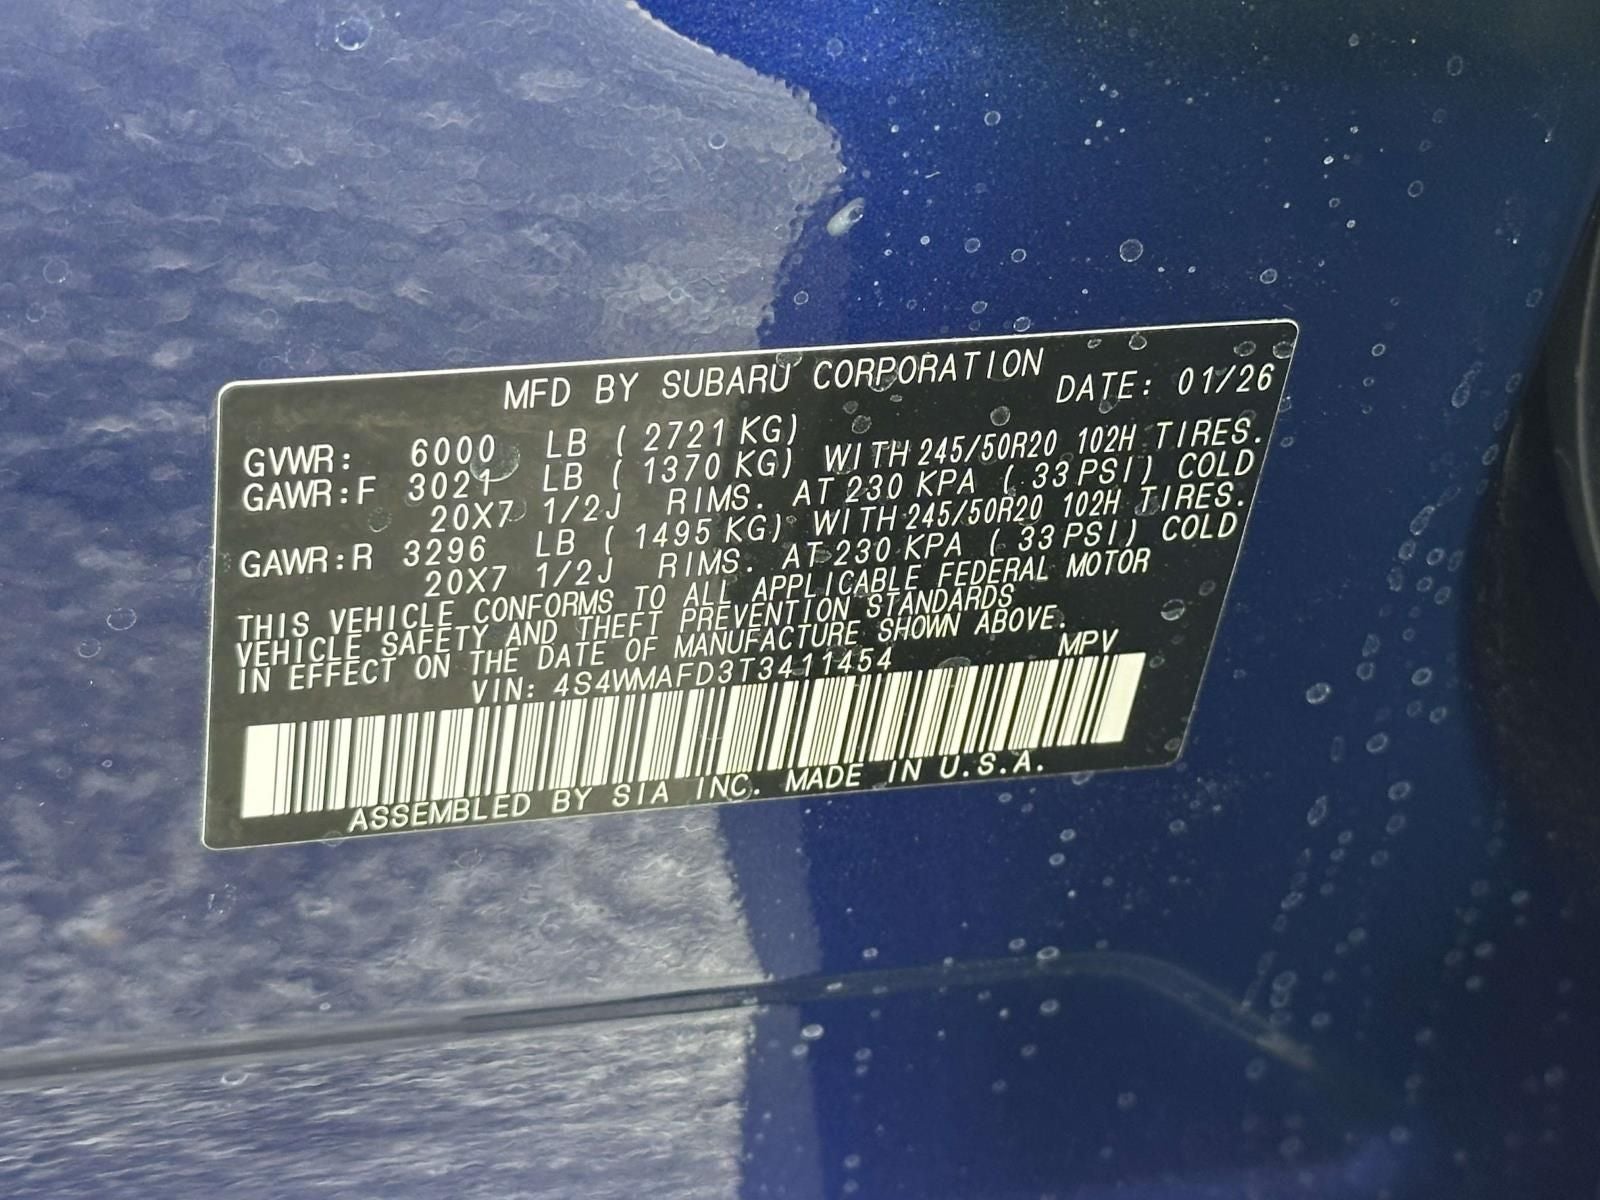 MFD BY SUBARU CORPORATION DATE: 01/26
GVWR: 6000 LB ( 2721 KG)
GAWR:F 3021 LB ( 1370 KG) WITH 245/50R20 102H TIRES.
20X7 1/2J RIMS. AT 230 KPA ( 33 PSI) COLD
GAWR:R 3296 LB ( 1495 KG) WITH 245/50R20 102H TIRES.
20X7 1/2J RIMS. AT 230 KPA ( 33 PSI) COLD
THIS VEHICLE CONFORMS TO ALL APPLICABLE FEDERAL MOTOR
VEHICLE SAFETY AND THEFT PREVENTION STANDARDS
IN EFFECT ON THE DATE OF MANUFACTURE SHOWN ABOVE.
VIN: 4S4WMAFD3T3411454 MPV
ASSEMBLED BY SIA INC. MADE IN U.S.A.